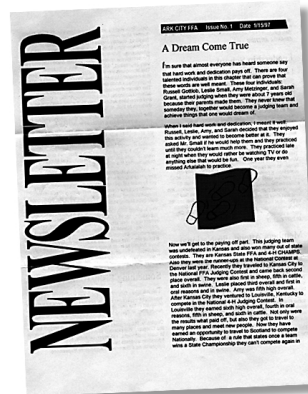 NEWSLETTER
ARK CITY FFA Issue No. 1 Date 9/15/97
A Dream Come True
I'm sure that almost everyone has heard someone say
that hard work and dedication pays off. There are four
talented individuals in this chapter that can prove that
these words are well meant. These four individuals:
Russell Gottlob, Leslie Small, Amy Metzinger, and Sarah
Grant, started judging when they were about 7 years old
because their parents made them. They never knew that
someday they, together would become a judging team and
achieve things that one would dream of.
When I said hard work and dedication, I meant it well.
Russell, Leslie, Amy, and Sarah decided that they enjoyed
this activity and wanted to become better at it. They
asked Mr. Small if he would help them and they practiced
until they couldn't learn much more. They practiced late
at night when they would rather be watching TV or do
anything else that would be fun. One year they even
missed Arkalalah to practice.
Now we'll get to the paying off part. This judging team
was undefeated in Kansas and also won many out of state
contests. They are Kansas State FFA and 4-H CHAMPS.
Also they were the runner-ups at the National Contest at
Denver last year. Recently they traveled to Kansas City to
the National FFA Judging Contest and came back second
place overall. They were also first in sheep, fifth in cattle,
and sixth in swine. Leslie placed third overall and first in
oral reasons and in swine. Amy was fifth high overall.
After Kansas City they ventured to Louisville, Kentucky to
compete in the National 4-H Judging Contest. In
Louisville they earned sixth high overall, fourth in oral
reasons, fifth in sheep, and sixth in cattle. Not only were
the results what paid off, but also they got to travel to
many places and meet new people. Now they have
earned an opportunity to travel to Scotland to compete
Nationally. Because of a rule that states once a team
wins a State Championship they can't compete again in